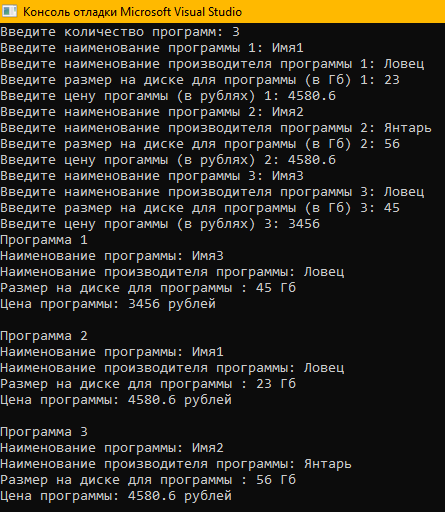 Консоль отладки Microsoft Visual Studio
Введите количество программ: 3
Введите наименование программы 1: Имя1
Введите наименование производителя программы 1: Ловец
Введите размер на диске для программы (в Гб) 1: 23
Введите цену прогаммы (в рублях) 1: 4580.6
Введите наименование программы 2: Имя2
Введите наименование производителя программы 2: Янтарь
Введите размер на диске для программы (в Гб) 2: 56
Введите цену прогаммы (в рублях) 2: 4580.6
Введите наименование программы 3: Имя3
Введите наименование производителя программы 3: Ловец
Введите размер на диске для программы (в Гб) 3: 45
Введите цену прогаммы (в рублях) 3: 3456
Программа 1
Наименование программы: Имя3
Наименование производителя программы: Ловец
Размер на диске для программы : 45 Гб
Цена программы: 3456 рублей
Программа 2
Наименование программы: Имя1
Наименование производителя программы: Ловец
Размер на диске для программы : 23 Гб
Цена программы: 4580.6 рублей
Программа 3
Наименование программы: Имя2
Наименование производителя программы: Янтарь
Размер на диске для программы : 56 Гб
Цена программы: 4580.6 рублей